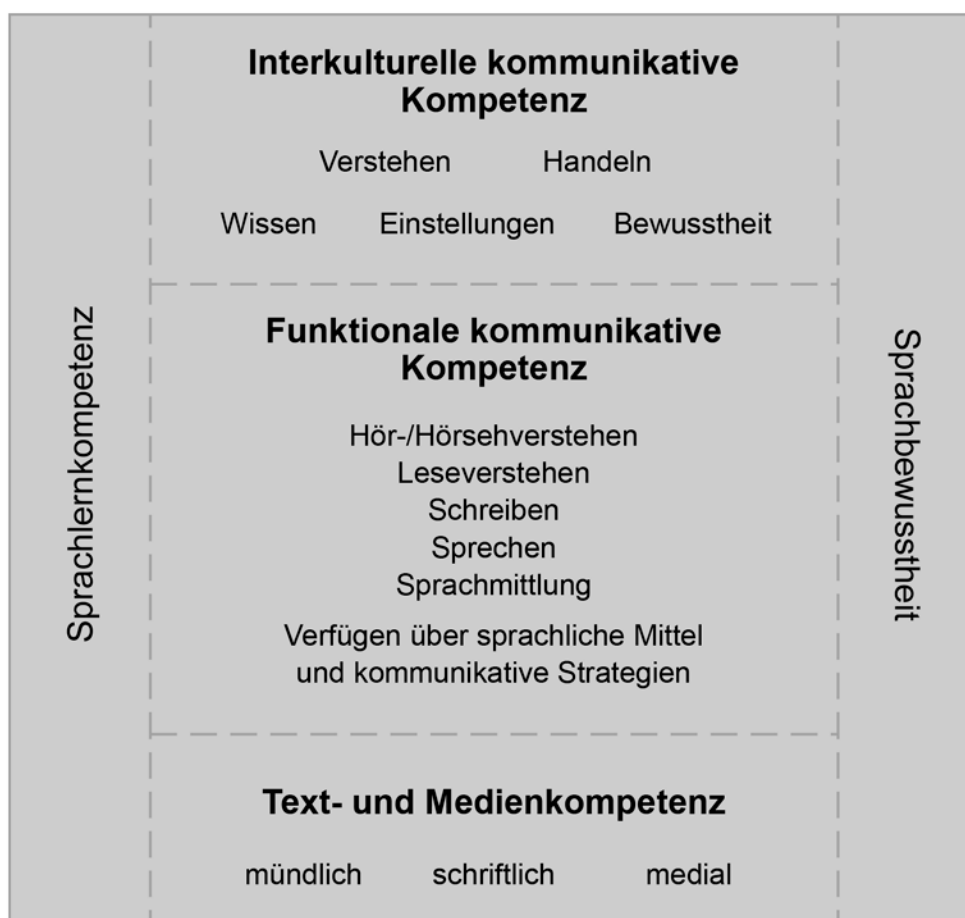 Interkulturelle kommunikative
Kompetenz
Verstehen Handeln
Wissen Einstellungen Bewusstheit
Sprachlernkompetenz
Funktionale kommunikative
Kompetenz
Hör-/Hörsehverstehen
Leseverstehen
Schreiben
Sprechen
Sprachmittlung
Verfügen über sprachliche Mittel
und kommunikative Strategien
Sprachbewusstheit
Text- und Medienkompetenz
mündlich schriftlich medial